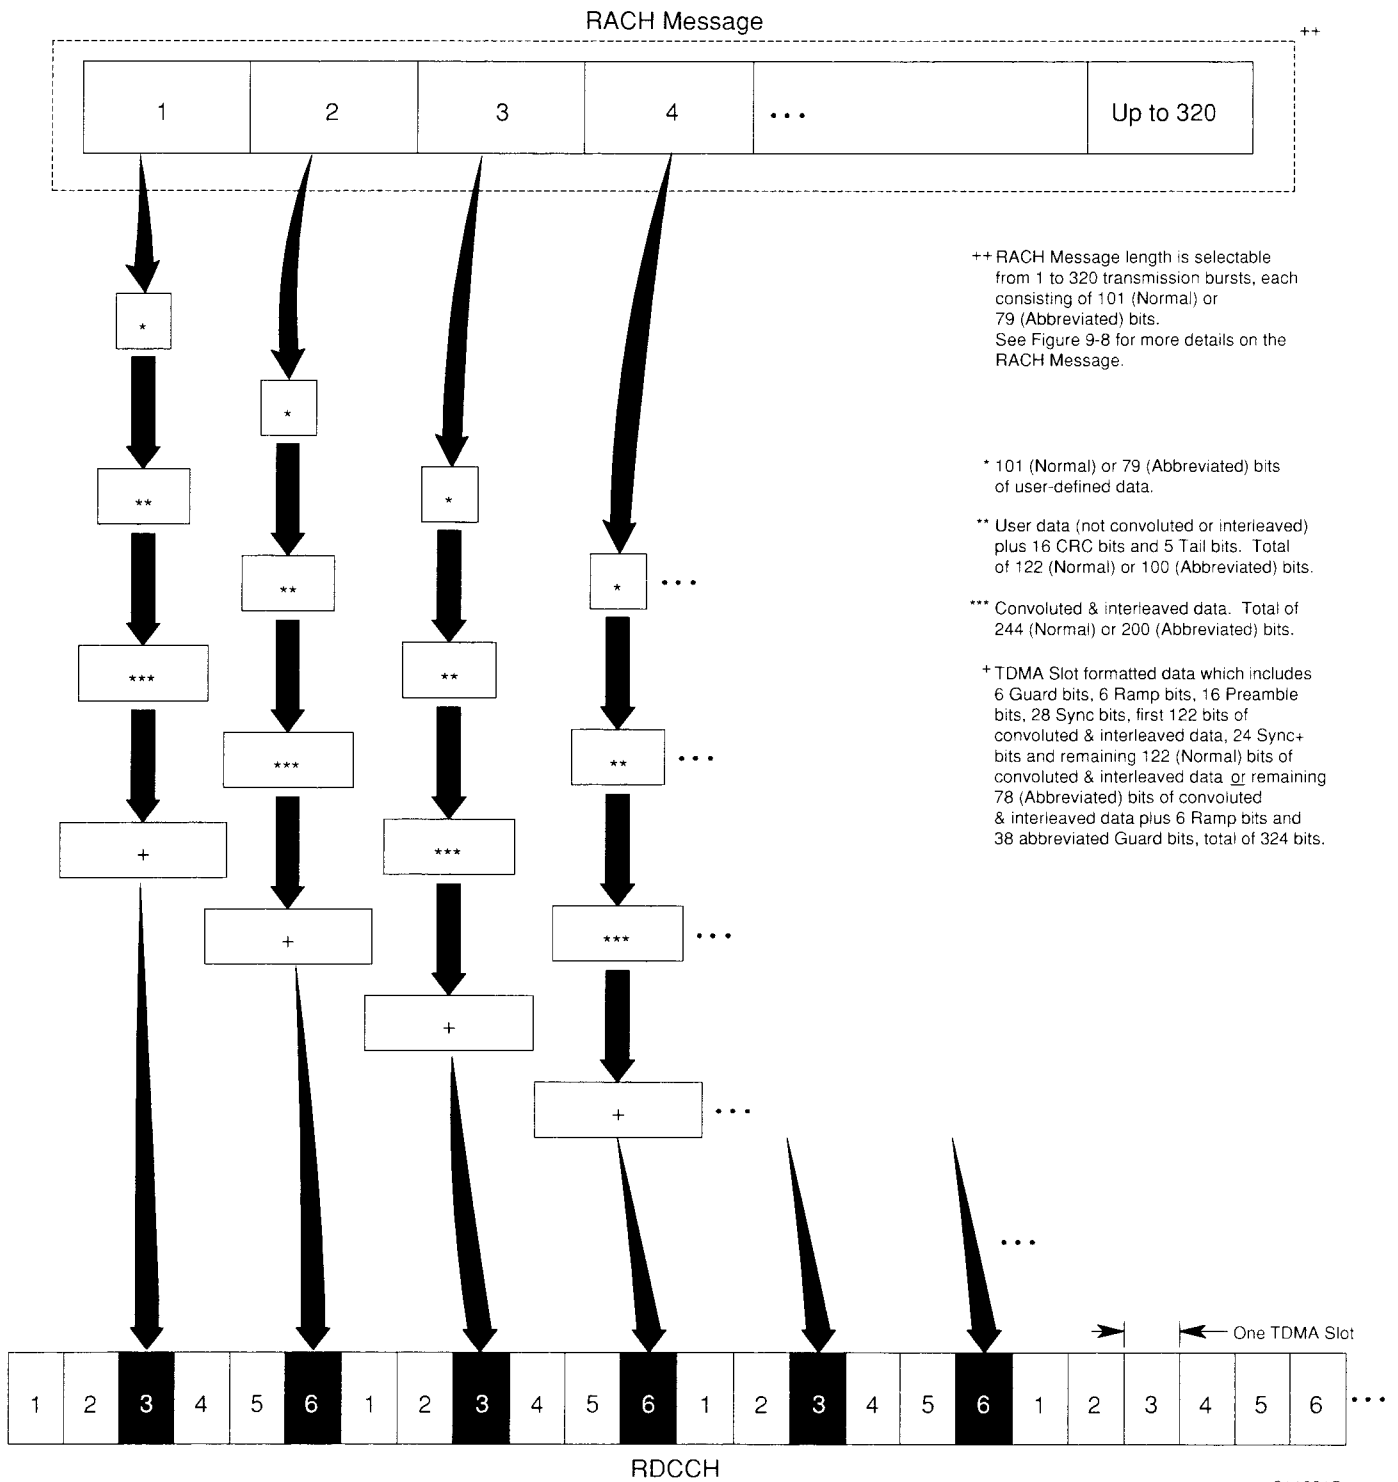 RACH Message
++
1 2 3 4 ••• Up to 320
++ RACH Message length is selectable
from 1 to 320 transmission bursts, each
consisting of 101 (Normal) or
79 (Abbreviated) bits.
See Figure 9-8 for more details on the
RACH Message.
*
*
* 101 (Normal) or 79 (Abbreviated) bits
of user-defined data.
**
*
** User data (not convoluted or interleaved)
plus 16 CRC bits and 5 Tail bits. Total
of 122 (Normal) or 100 (Abbreviated) bits.
**
* •••
*** Convoluted & interleaved data. Total of
244 (Normal) or 200 (Abbreviated) bits.
***
**
+ TDMA Slot formatted data which includes
6 Guard bits, 6 Ramp bits, 16 Preamble
bits, 28 Sync bits, first 122 bits of
convoluted & interleaved data, 24 Sync+
bits and remaining 122 (Normal) bits of
convoluted & interleaved data or remaining
78 (Abbreviated) bits of convoluted
& interleaved data plus 6 Ramp bits and
38 abbreviated Guard bits, total of 324 bits.
***
** •••
+
***
+
*** •••
+
+ •••
•••
One TDMA Slot
1 2 3 4 5 6 1 2 3 4 5 6 1 2 3 4 5 6 1 2 3 4 5 6 •••
RDCCH